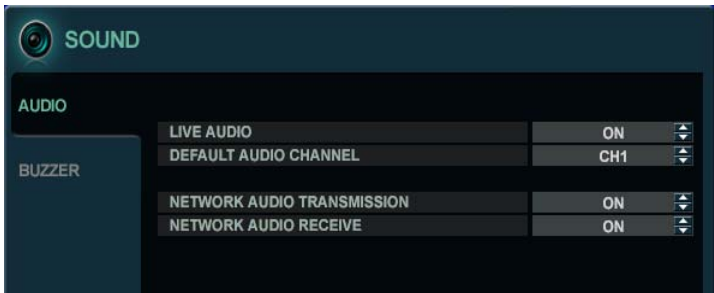 SOUND
AUDIO
LIVE AUDIO ON
DEFAULT AUDIO CHANNEL CH1
BUZZER
NETWORK AUDIO TRANSMISSION ON
NETWORK AUDIO RECEIVE ON